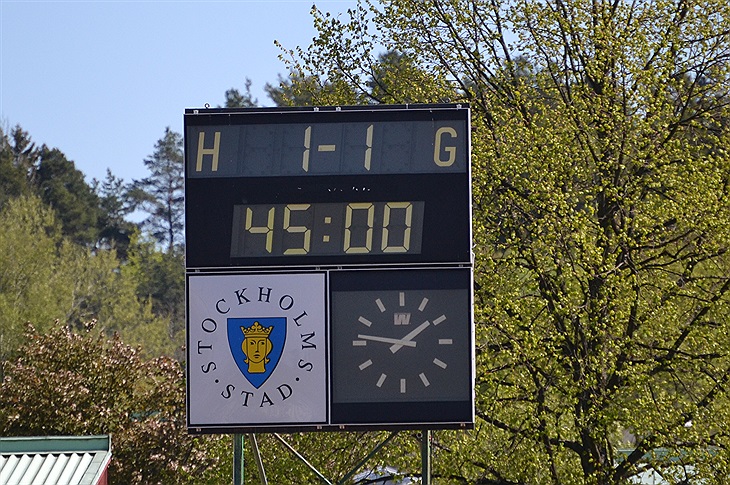 H 1-1 G
45:00
STOCKHOLMS
• STAD •
W